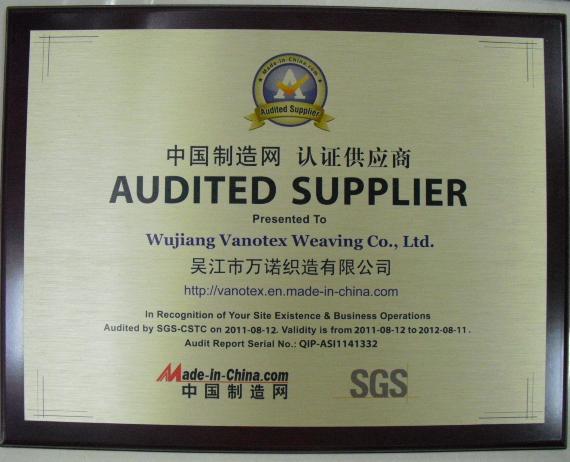 Made-in-China.com
A
Audited Supplier
中国制造网 认证供应商
AUDITED SUPPLIER
Presented To
Wujiang Vanotex Weaving Co., Ltd.
吴江市万诺织造有限公司
http://vanotex.en.made-in-china.com
In Recognition of Your Site Existence & Business Operations
Audited by SGS-CSTC on 2011-08-12. Validity is from 2011-08-12 to 2012-08-11.
Audit Report Serial No.: QIP-ASI1141332
Made-in-China.com
中国制造网
SGS